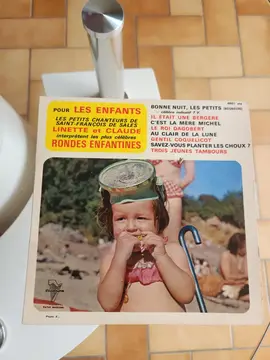 POUR LES ENFANTS
LES PETITS CHANTEURS DE
SAINT-FRANÇOIS DE SALES
LINETTE et CLAUDE
interprètent les plus célèbres
RONDES ENFANTINES
BONNE NUIT, LES PETITS
célèbre indicatif T.V.
IL ÉTAIT UNE BERGÈRE
C'EST LA MÈRE MICHEL
LE ROI DAGOBERT
AU CLAIR DE LA LUNE
GENTIL COQUELICOT
SAVEZ-VOUS PLANTER LES CHOUX ?
TROIS JEUNES TAMBOURS